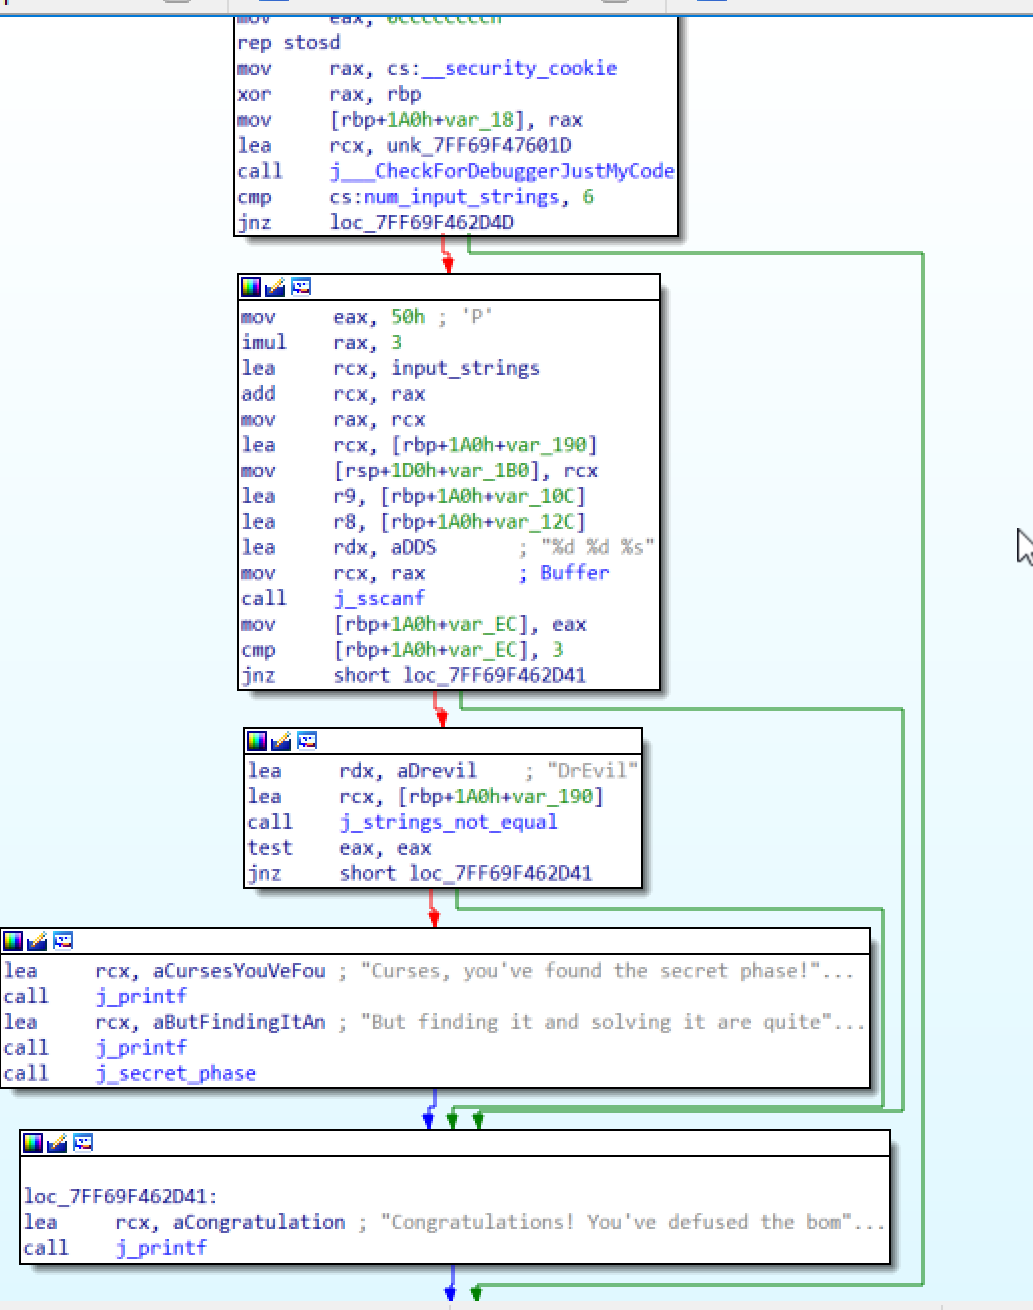 mov eax, 0CCCCCCCCh
rep stosd
mov rax, cs:__security_cookie
xor rax, rbp
mov [rbp+1A0h+var_18], rax
lea rcx, unk_7FF69F47601D
call j___CheckForDebuggerJustMyCode
cmp cs:num_input_strings, 6
jnz loc_7FF69F462D4D
mov eax, 50h ; 'P'
imul rax, 3
lea rcx, input_strings
add rcx, rax
mov rax, rcx
lea rcx, [rbp+1A0h+var_190]
mov [rsp+1D0h+var_1B0], rcx
lea r9, [rbp+1A0h+var_10C]
lea r8, [rbp+1A0h+var_12C]
lea rdx, aDDS ; "%d %d %s"
mov rcx, rax ; Buffer
call j_sscanf
mov [rbp+1A0h+var_EC], eax
cmp [rbp+1A0h+var_EC], 3
jnz short loc_7FF69F462D41
lea rdx, aDrevil ; "DrEvil"
lea rcx, [rbp+1A0h+var_190]
call j_strings_not_equal
test eax, eax
jnz short loc_7FF69F462D41
lea rcx, aCursesYouVeFou ; "Curses, you've found the secret phase!"...
call j_printf
lea rcx, aButFindingItAn ; "But finding it and solving it are quite"...
call j_printf
call j_secret_phase
loc_7FF69F462D41:
lea rcx, aCongratulation ; "Congratulations! You've defused the bom"...
call j_printf